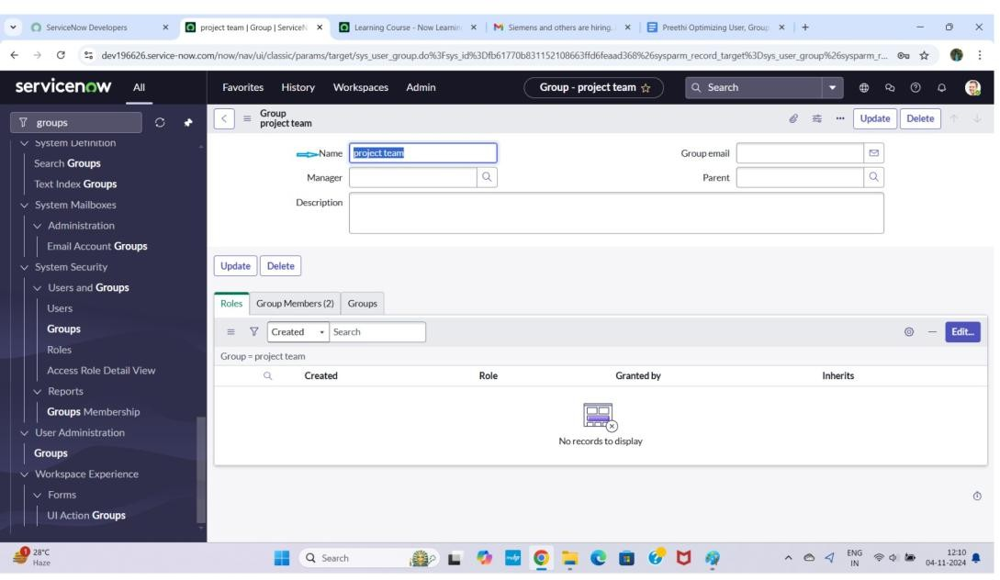 ServiceNow Developers
project team | Group | ServiceN
Learning Course - Now Learnin
Siemens and others are hiring.
Preethi Optimizing User, Group
dev196626.service-now.com/now/nav/ui/classic/params/target/sys_user_group.do%3Fsys_id%3Dfb61770b831152108663ffd6feaad368%26sysparm_record_target%3Dsys_user_group%26sysparm_r...
servicenow All Favorites History Workspaces Admin Group - project team Search
groups
Group
project team
Update Delete
System Definition
Search Groups
Text Index Groups
System Mailboxes
Administration
Email Account Groups
System Security
Users and Groups
Users
Groups
Roles
Access Role Detail View
Reports
Groups Membership
User Administration
Groups
Workspace Experience
Forms
UI Action Groups
Name project team Group email
Manager Parent
Description
Update Delete
Roles Group Members (2) Groups
Created Search Edit...
Group = project team
Created Role Granted by Inherits
No records to display
1 28°C
Haze
Search
ENG
IN
12:10
04-11-2024